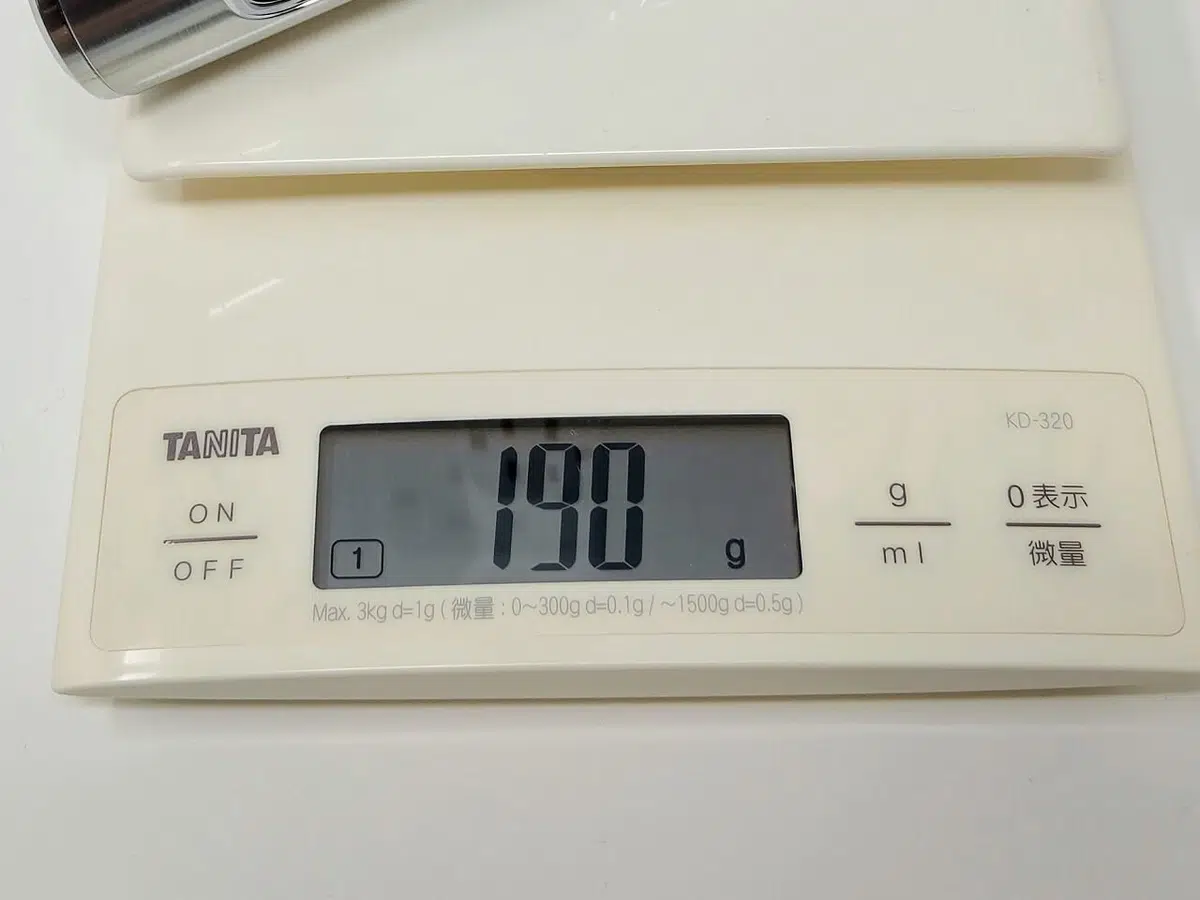 TANITA
KD-320
ON
OFF
190
1
g
g
ml
0表示
微量
Max. 3kg d=1g ( 微量 : 0～300g d=0.1g / ～1500g d=0.5g )